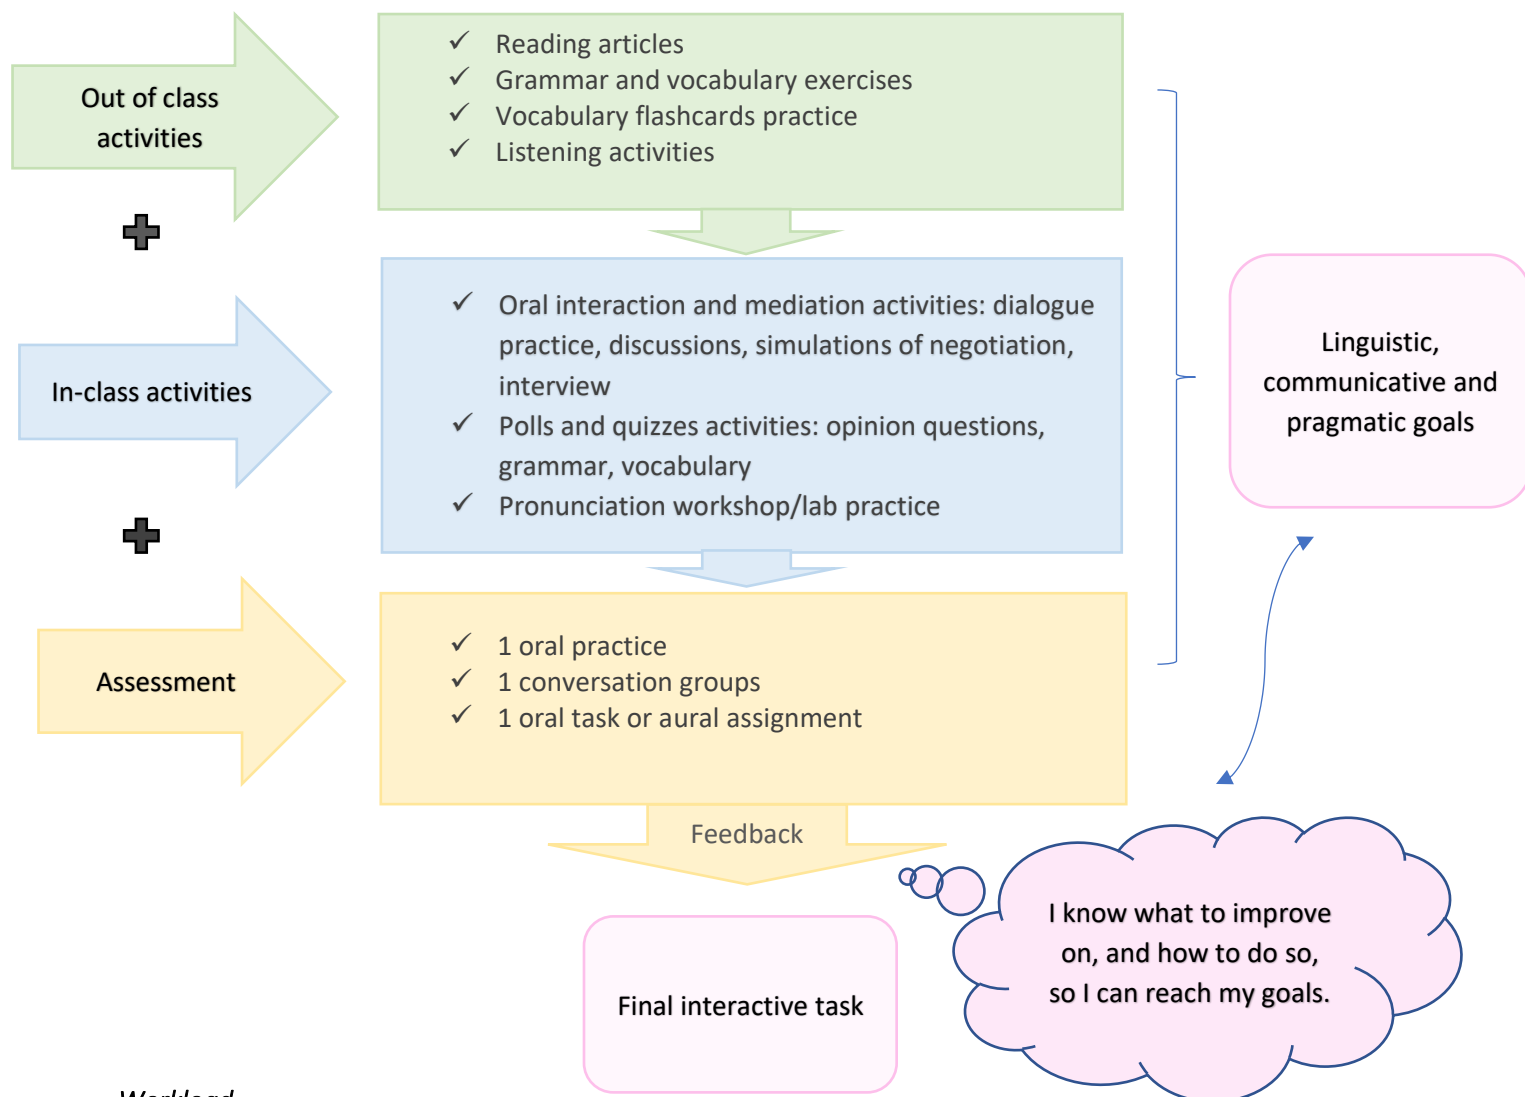 Out of class
activities
✓ Reading articles
✓ Grammar and vocabulary exercises
✓ Vocabulary flashcards practice
✓ Listening activities
In-class activities
✓ Oral interaction and mediation activities: dialogue
practice, discussions, simulations of negotiation,
interview
✓ Polls and quizzes activities: opinion questions,
grammar, vocabulary
✓ Pronunciation workshop/lab practice
Linguistic,
communicative and
pragmatic goals
Assessment
✓ 1 oral practice
✓ 1 conversation groups
✓ 1 oral task or aural assignment
Feedback
I know what to improve
on, and how to do so,
so I can reach my goals.
Final interactive task
Workload